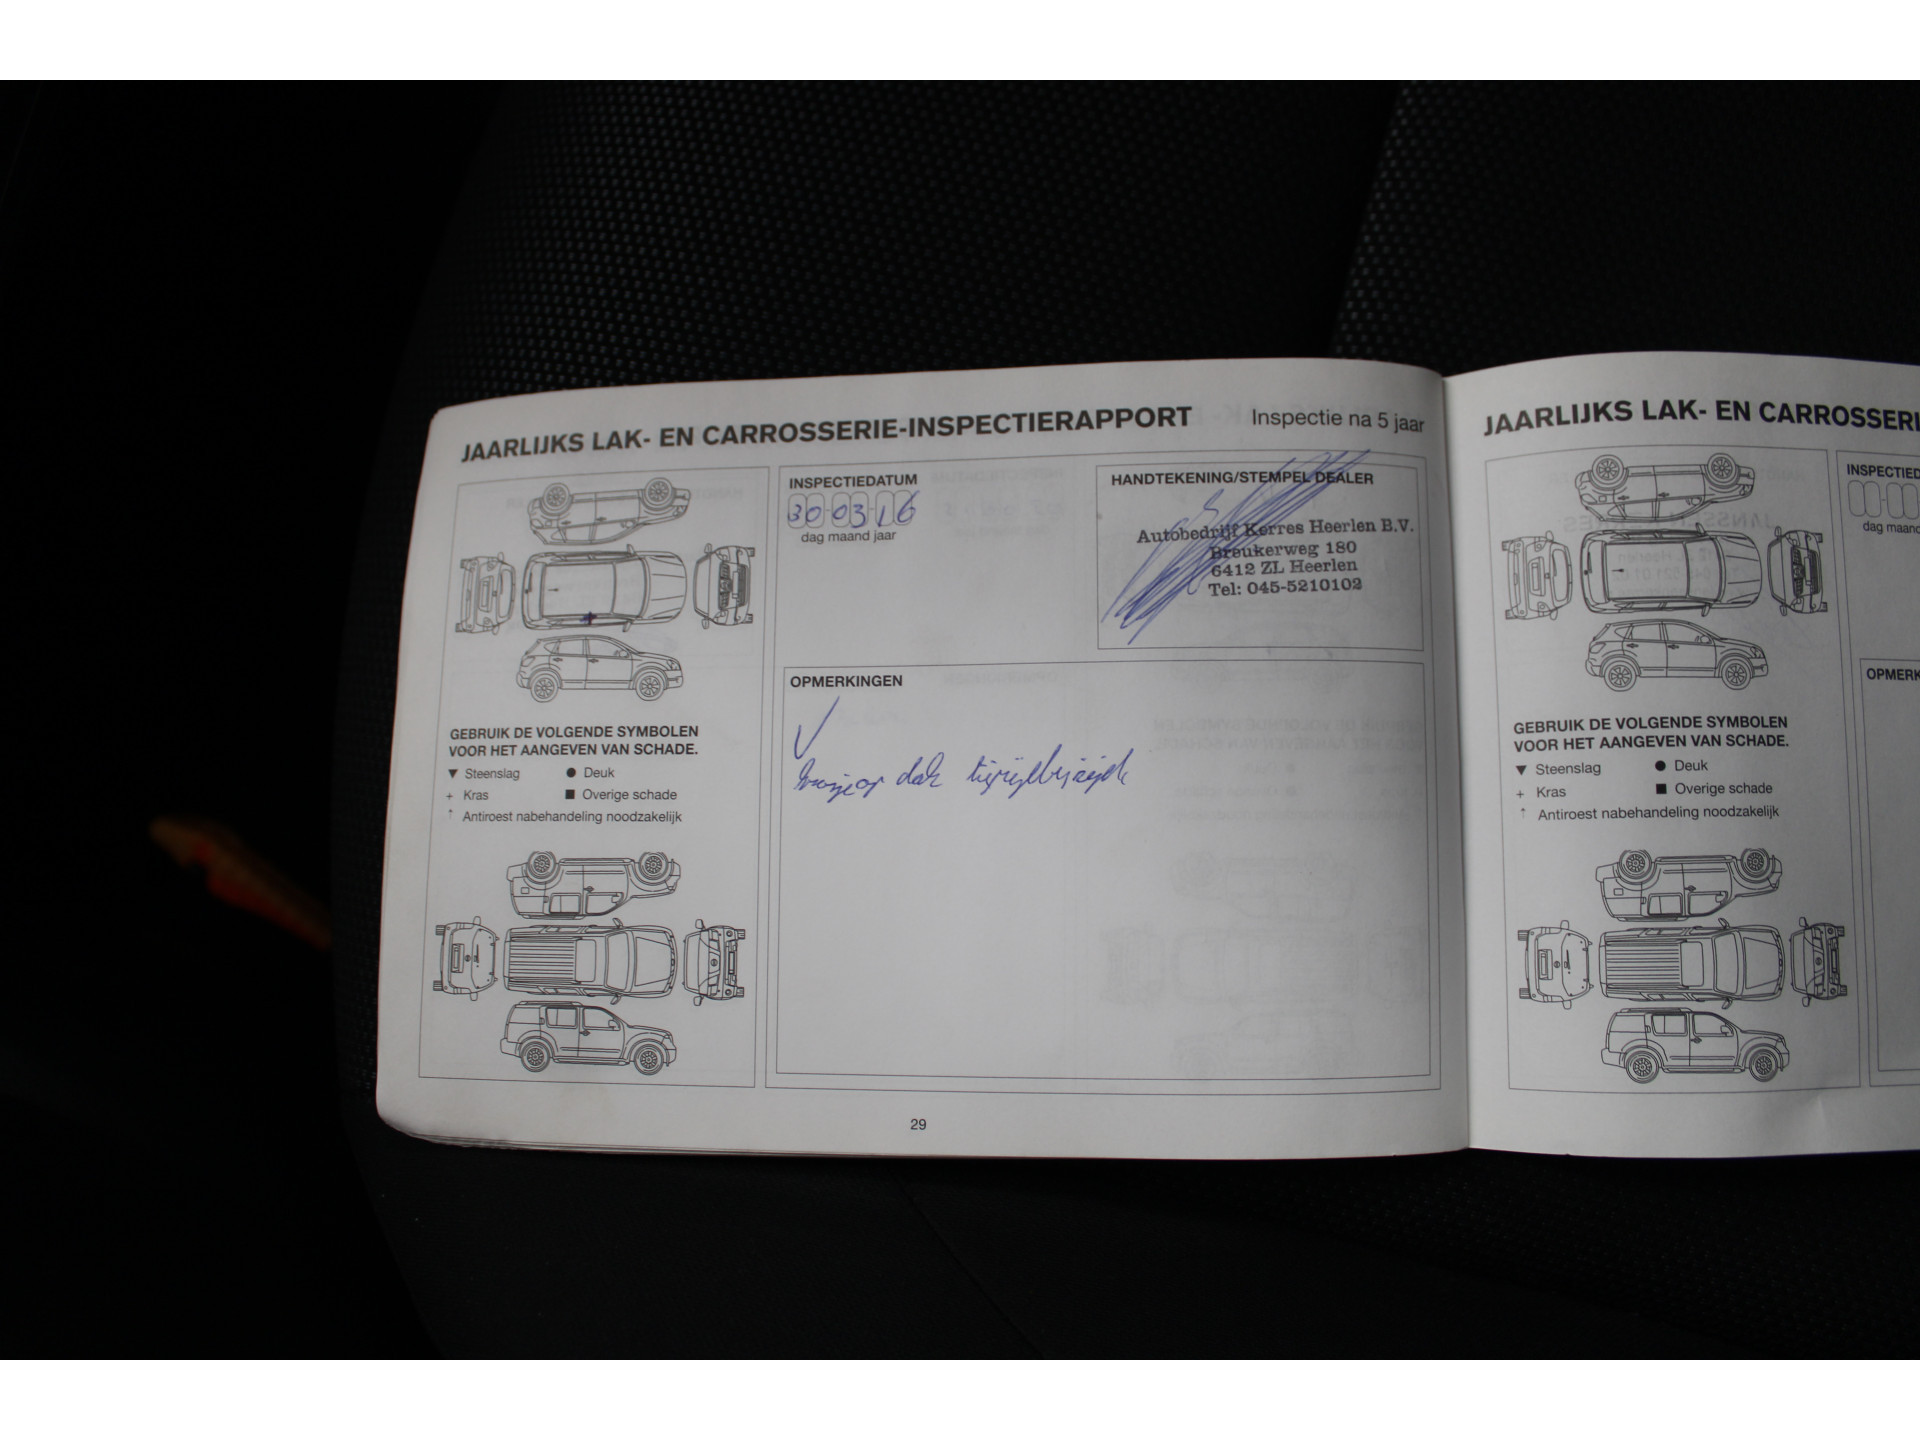 JAARLIJKS LAK- EN CARROSSERIE-INSPECTIERAPPORT
Inspectie na 5 jaar
INSPECTIEDATUM
30-03-16
dag maand jaar
HANDTEKENING/STEMPEL DEALER
Autobedrijf Kerres Heerlen B.V.
Breukerweg 180
6412 ZL Heerlen
Tel: 045-5210102
GEBRUIK DE VOLGENDE SYMBOLEN
VOOR HET AANGEVEN VAN SCHADE.
▼ Steenslag ● Deuk
+ Kras ■ Overige schade
↑ Antiroest nabehandeling noodzakelijk
OPMERKINGEN
op dak
29
JAARLIJKS LAK- EN CARROSSERI
INSPECTIED
dag maand
GEBRUIK DE VOLGENDE SYMBOLEN
VOOR HET AANGEVEN VAN SCHADE.
▼ Steenslag ● Deuk
+ Kras ■ Overige schade
↑ Antiroest nabehandeling noodzakelijk
OPMERK